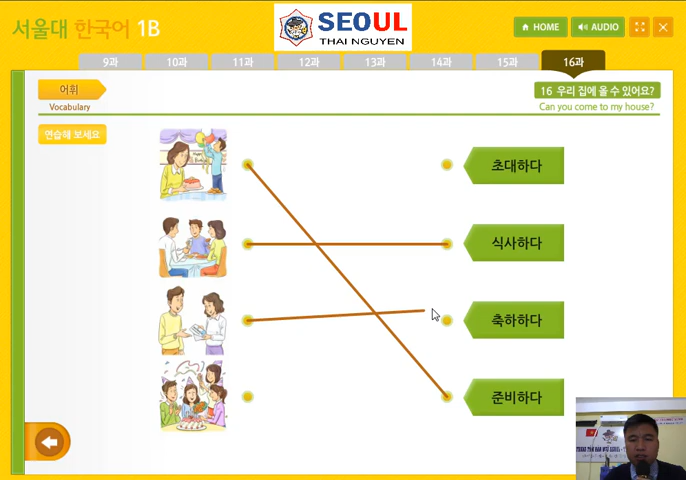 서울대 한국어 1B
SEOUL
THAI NGUYEN
HOME
AUDIO
9과
10과
11과
12과
13과
14과
15과
16과
어휘
Vocabulary
16 우리 집에 올 수 있어요?
Can you come to my house?
연습해 보세요
초대하다
식사하다
축하하다
준비하다